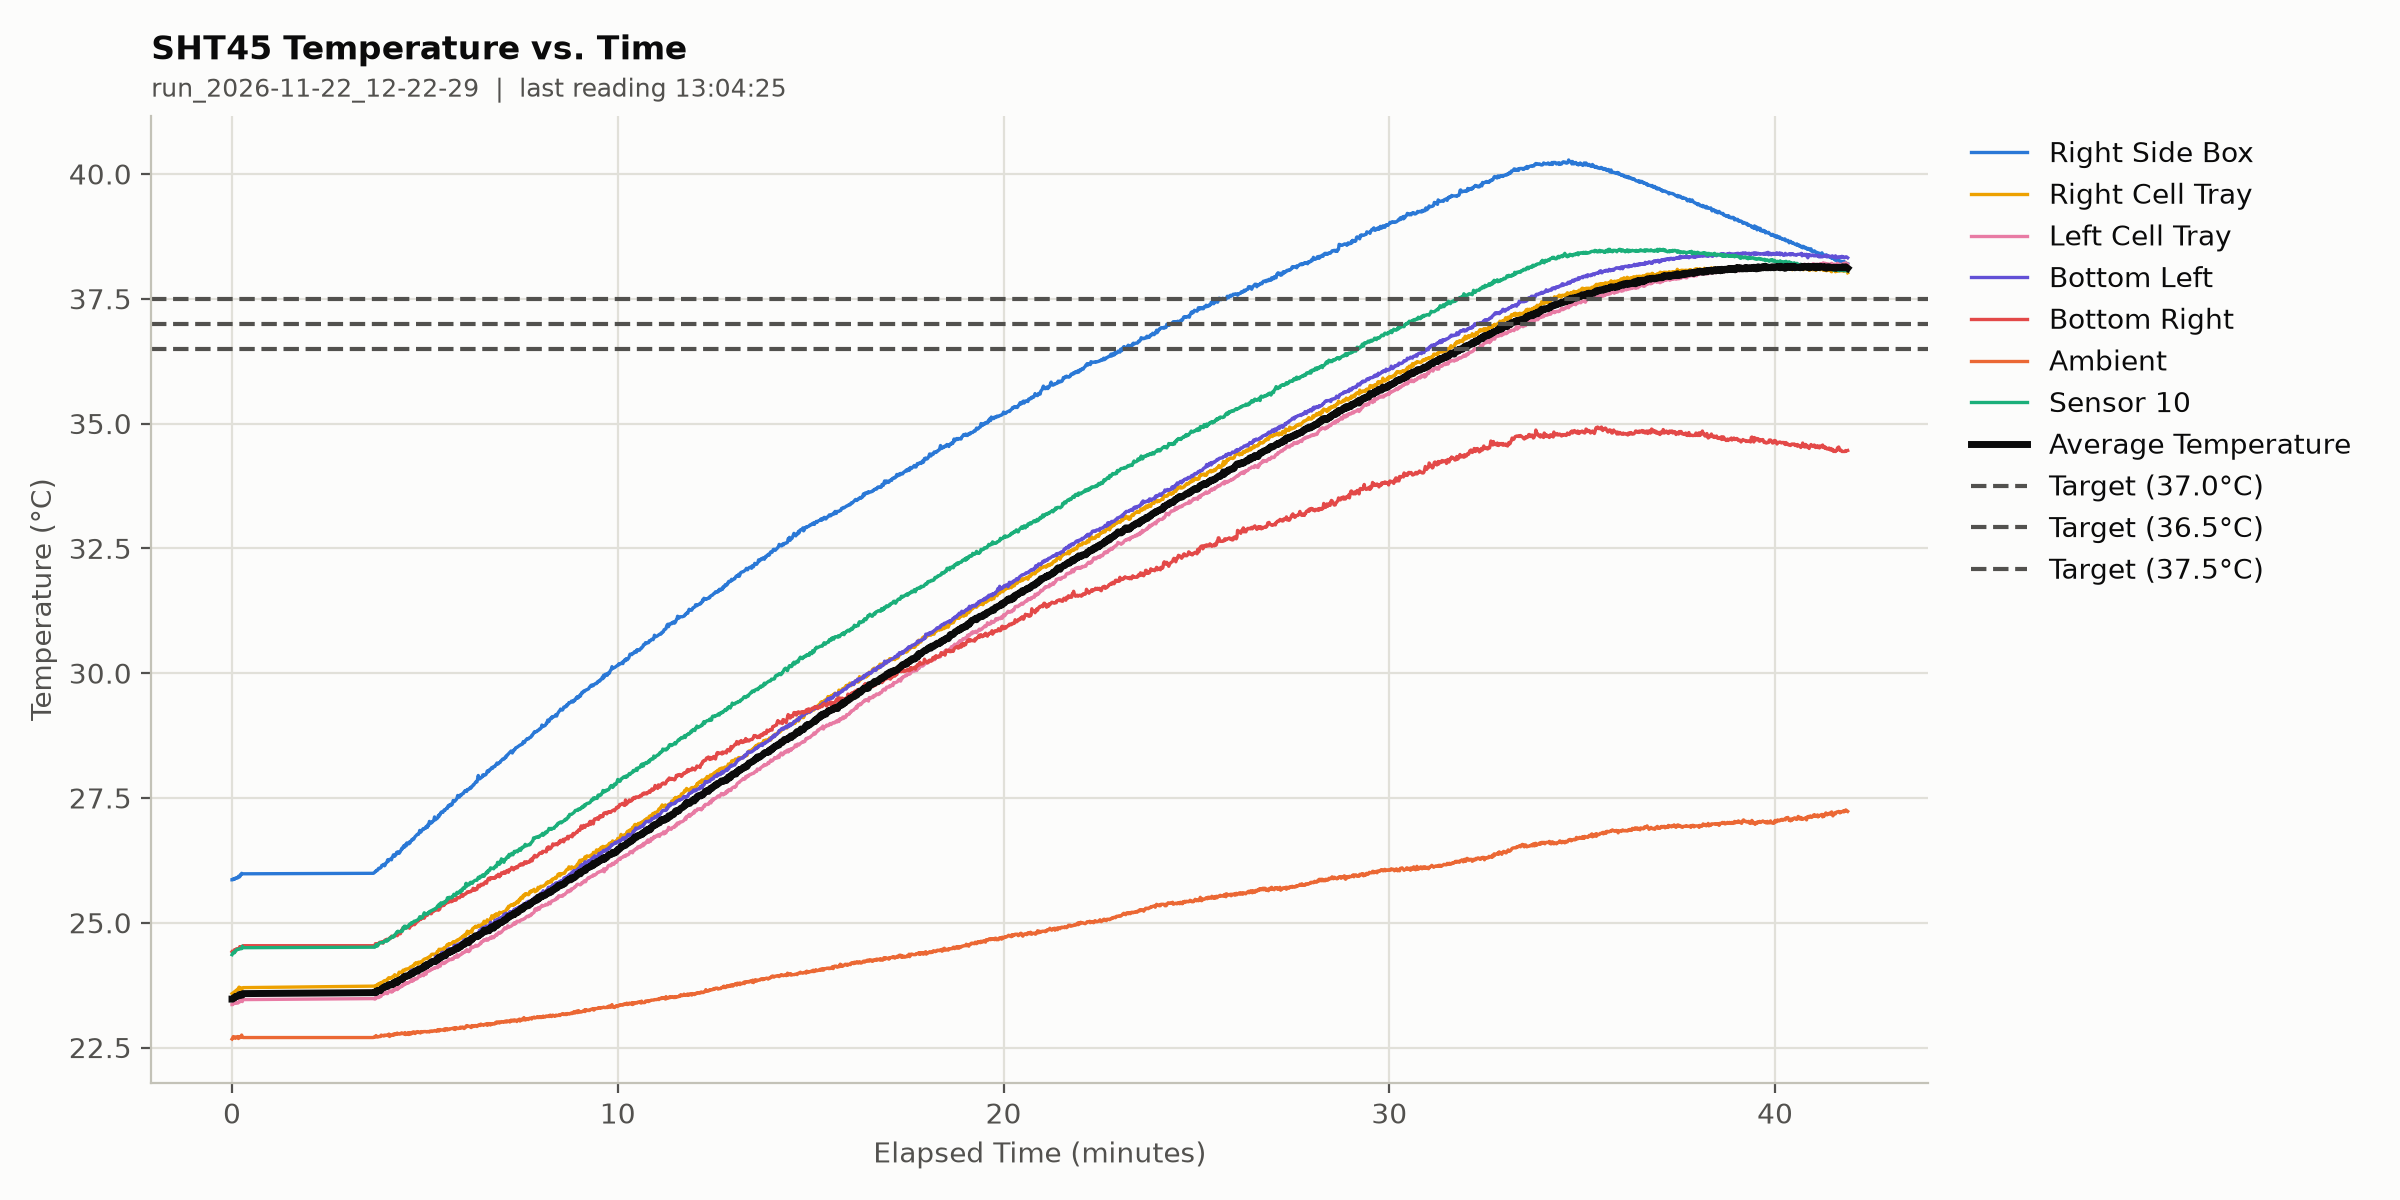 SHT45 Temperature vs. Time
run_2026-11-22_12-22-29  |  last reading 13:04:25
Temperature (°C)
40.0
37.5
35.0
32.5
30.0
27.5
25.0
22.5
0
10
20
30
40
Elapsed Time (minutes)
Right Side Box
Right Cell Tray
Left Cell Tray
Bottom Left
Bottom Right
Ambient
Sensor 10
Average Temperature
Target (37.0°C)
Target (36.5°C)
Target (37.5°C)